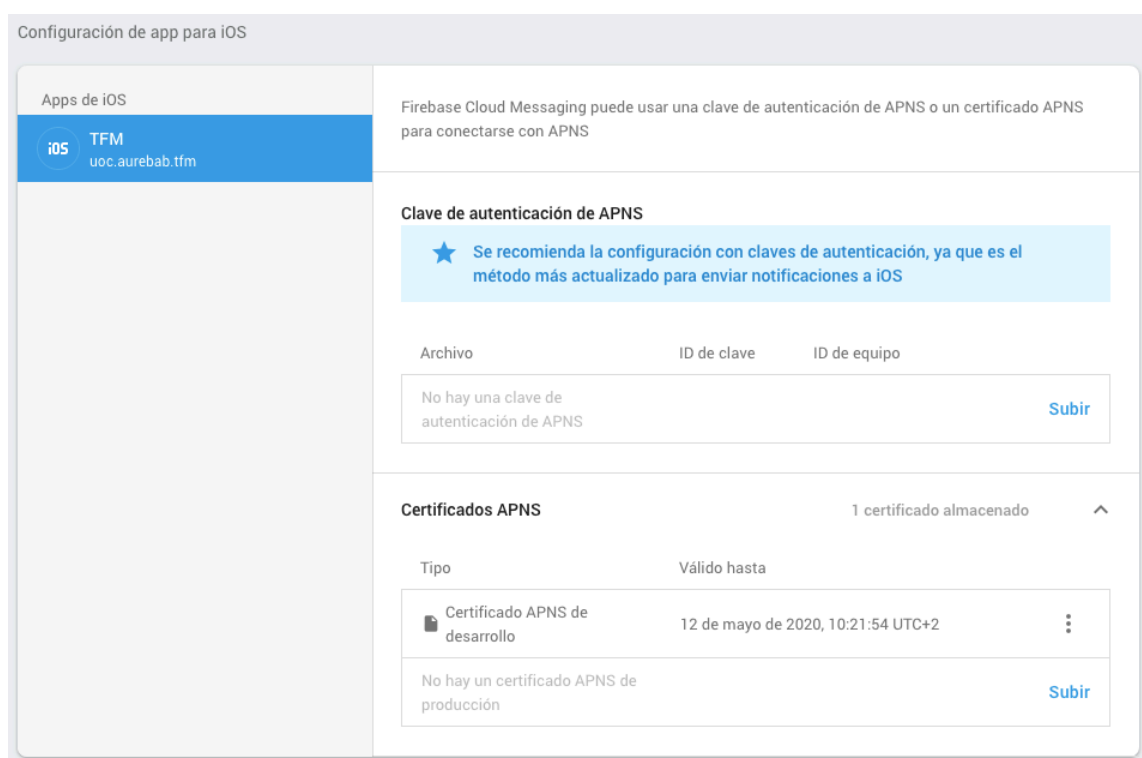 Configuración de app para iOS
Apps de iOS
iOS
TFM
uoc.aurebab.tfm
Firebase Cloud Messaging puede usar una clave de autenticación de APNS o un certificado APNS
para conectarse con APNS
Clave de autenticación de APNS
Se recomienda la configuración con claves de autenticación, ya que es el
método más actualizado para enviar notificaciones a iOS
Archivo ID de clave ID de equipo
No hay una clave de
autenticación de APNS
Subir
Certificados APNS 1 certificado almacenado
Tipo Válido hasta
Certificado APNS de
desarrollo
12 de mayo de 2020, 10:21:54 UTC+2
No hay un certificado APNS de
producción
Subir